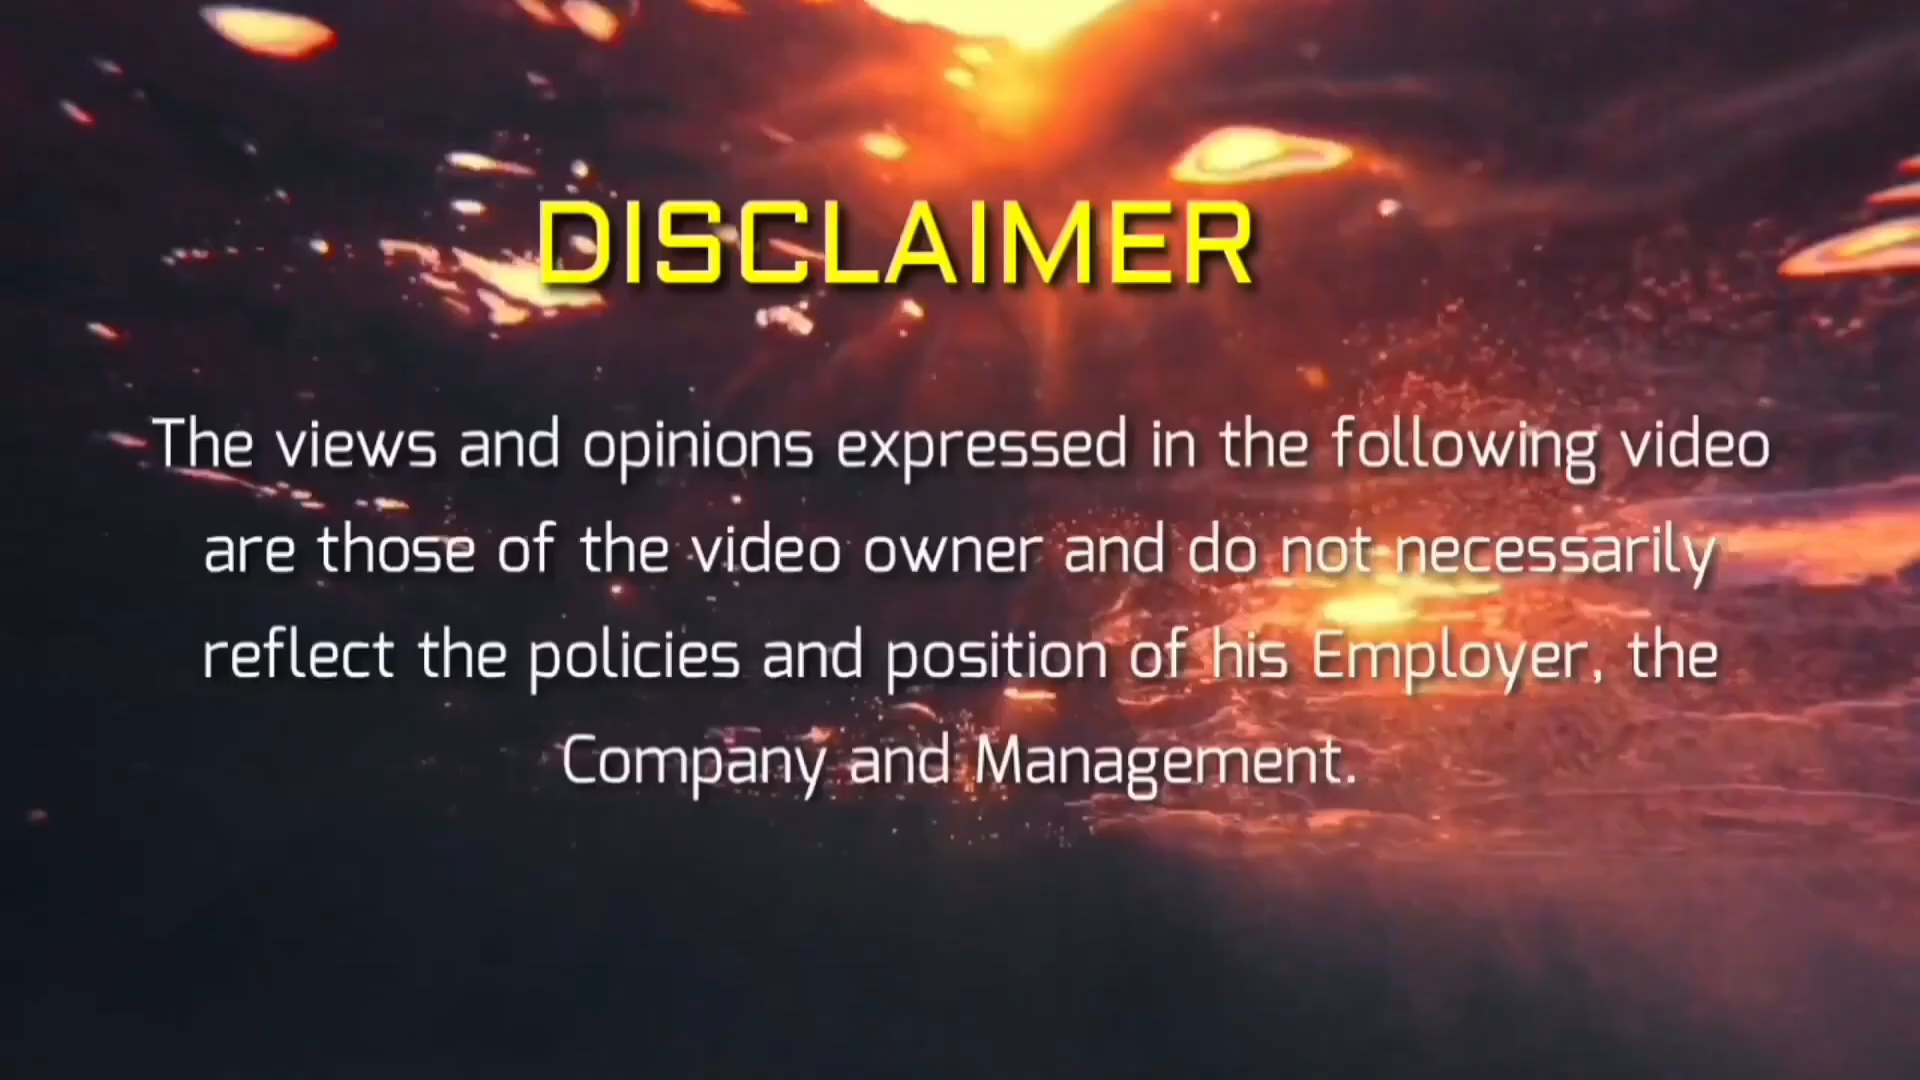 DISCLAIMER
The views and opinions expressed in the following video
are those of the video owner and do not necessarily
reflect the policies and position of his Employer, the
Company and Management.